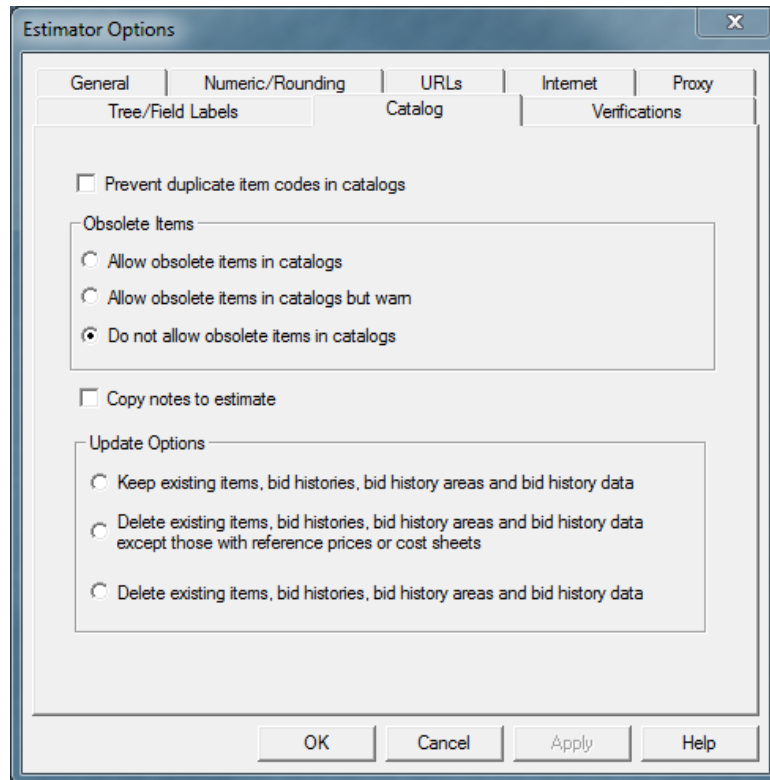 Estimator Options
X
General Numeric/Rounding URLs Internet Proxy
Tree/Field Labels Catalog Verifications
Prevent duplicate item codes in catalogs
Obsolete Items
Allow obsolete items in catalogs
Allow obsolete items in catalogs but warn
Do not allow obsolete items in catalogs
Copy notes to estimate
Update Options
Keep existing items, bid histories, bid history areas and bid history data
Delete existing items, bid histories, bid history areas and bid history data
except those with reference prices or cost sheets
Delete existing items, bid histories, bid history areas and bid history data
OK Cancel Apply Help